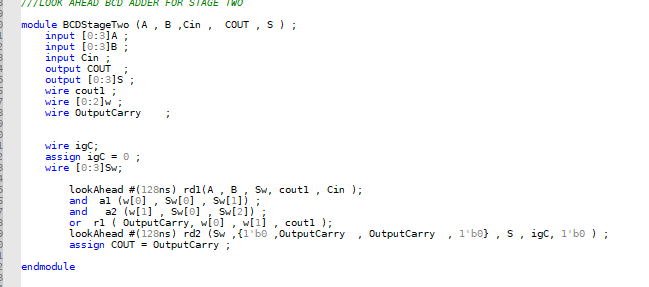 ///LOOK AHEAD BCD ADDER FOR STAGE TWO
module BCDStageTwo (A , B ,Cin , COUT , S ) ;
input [0:3]A ;
input [0:3]B ;
input Cin ;
output COUT ;
output [0:3]S ;
wire cout1 ;
wire [0:2]w ;
wire OutputCarry ;
wire igC;
assign igC = 0 ;
wire [0:3]Sw;
lookAhead #(128ns) rd1(A , B , Sw, cout1 , Cin );
and a1 (w[0] , Sw[0] , Sw[1]) ;
and a2 (w[1] , Sw[0] , Sw[2]) ;
or r1 ( OutputCarry, w[0] , w[1] , cout1 );
lookAhead #(128ns) rd2 (Sw ,{1'b0 ,OutputCarry , OutputCarry , 1'b0} , S , igC, 1'b0 ) ;
assign COUT = OutputCarry ;
endmodule